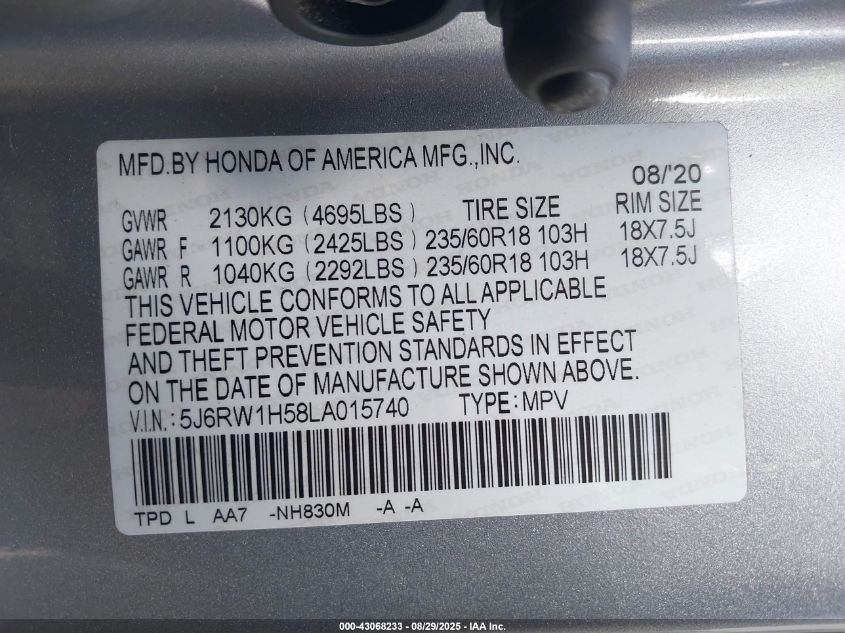 MFD.BY HONDA OF AMERICA MFG.,INC.
08/'20
GVWR 2130KG (4695LBS) TIRE SIZE RIM SIZE
GAWR F 1100KG (2425LBS) 235/60R18 103H 18X7.5J
GAWR R 1040KG (2292LBS) 235/60R18 103H 18X7.5J
THIS VEHICLE CONFORMS TO ALL APPLICABLE
FEDERAL MOTOR VEHICLE SAFETY
AND THEFT PREVENTION STANDARDS IN EFFECT
ON THE DATE OF MANUFACTURE SHOWN ABOVE.
V.I.N.: 5J6RW1H58LA015740 TYPE: MPV
TPD L AA7 -NH830M -A -A
000-43068233 - 08/29/2025 - IAA Inc.